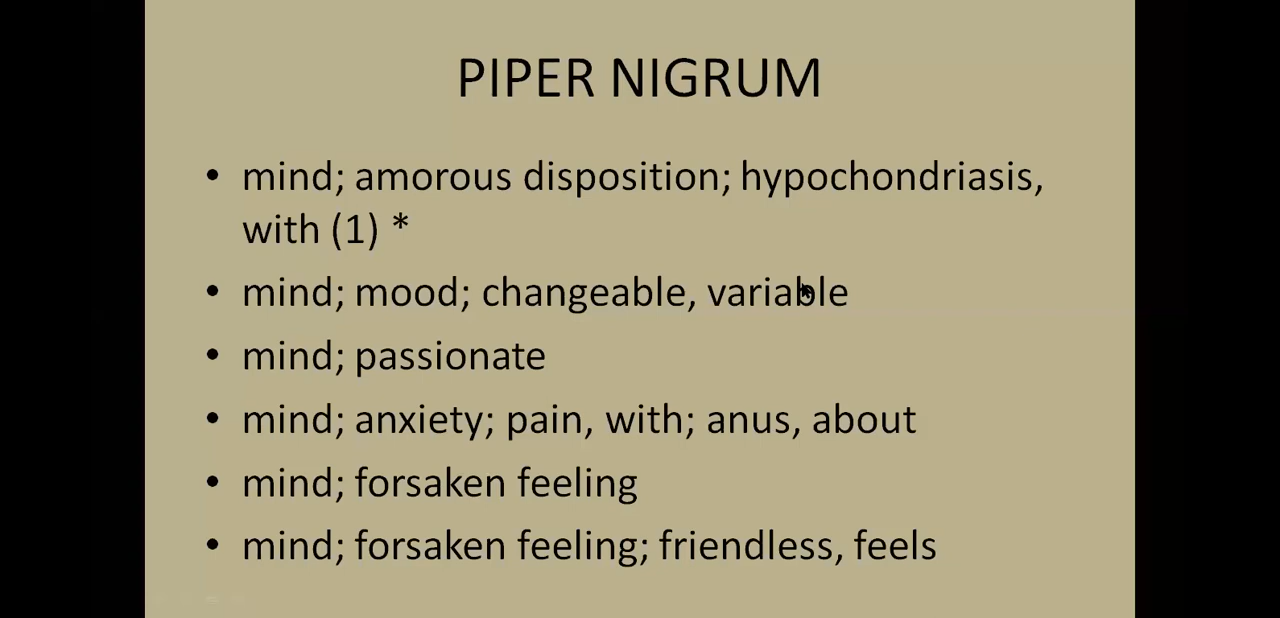 PIPER NIGRUM
• mind; amorous disposition; hypochondriasis,
with (1) *
• mind; mood; changeable, variable
• mind; passionate
• mind; anxiety; pain, with; anus, about
• mind; forsaken feeling
• mind; forsaken feeling; friendless, feels